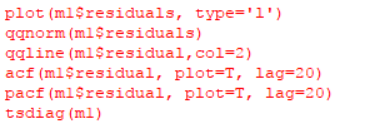 plot(m1$residuals, type='l')
qqnorm(m1$residuals)
qqline(m1$residual,col=2)
acf(m1$residual, plot=T, lag=20)
pacf(m1$residual, plot=T, lag=20)
tsdiag(m1)